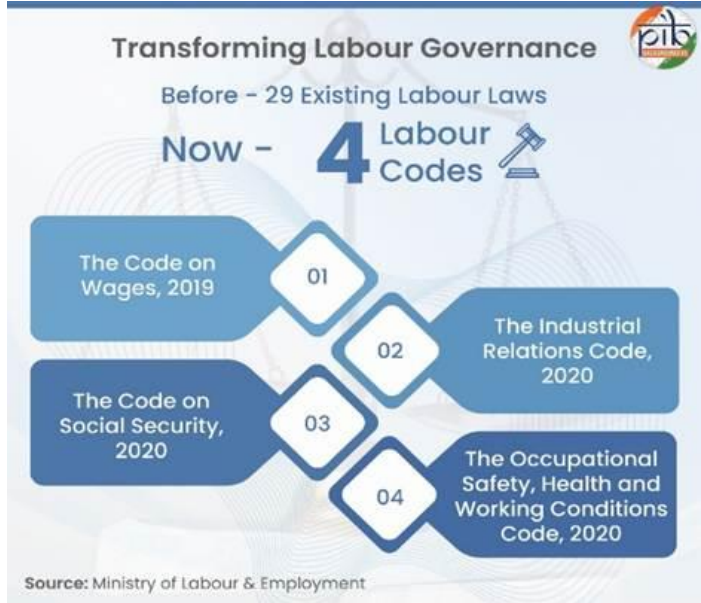 Transforming Labour Governance
pib
Before - 29 Existing Labour Laws
Now - 4 Labour
Codes
The Code on
Wages, 2019
01
02
The Industrial
Relations Code,
2020
The Code on
Social Security,
2020
03
04
The Occupational
Safety, Health and
Working Conditions
Code, 2020
Source: Ministry of Labour & Employment